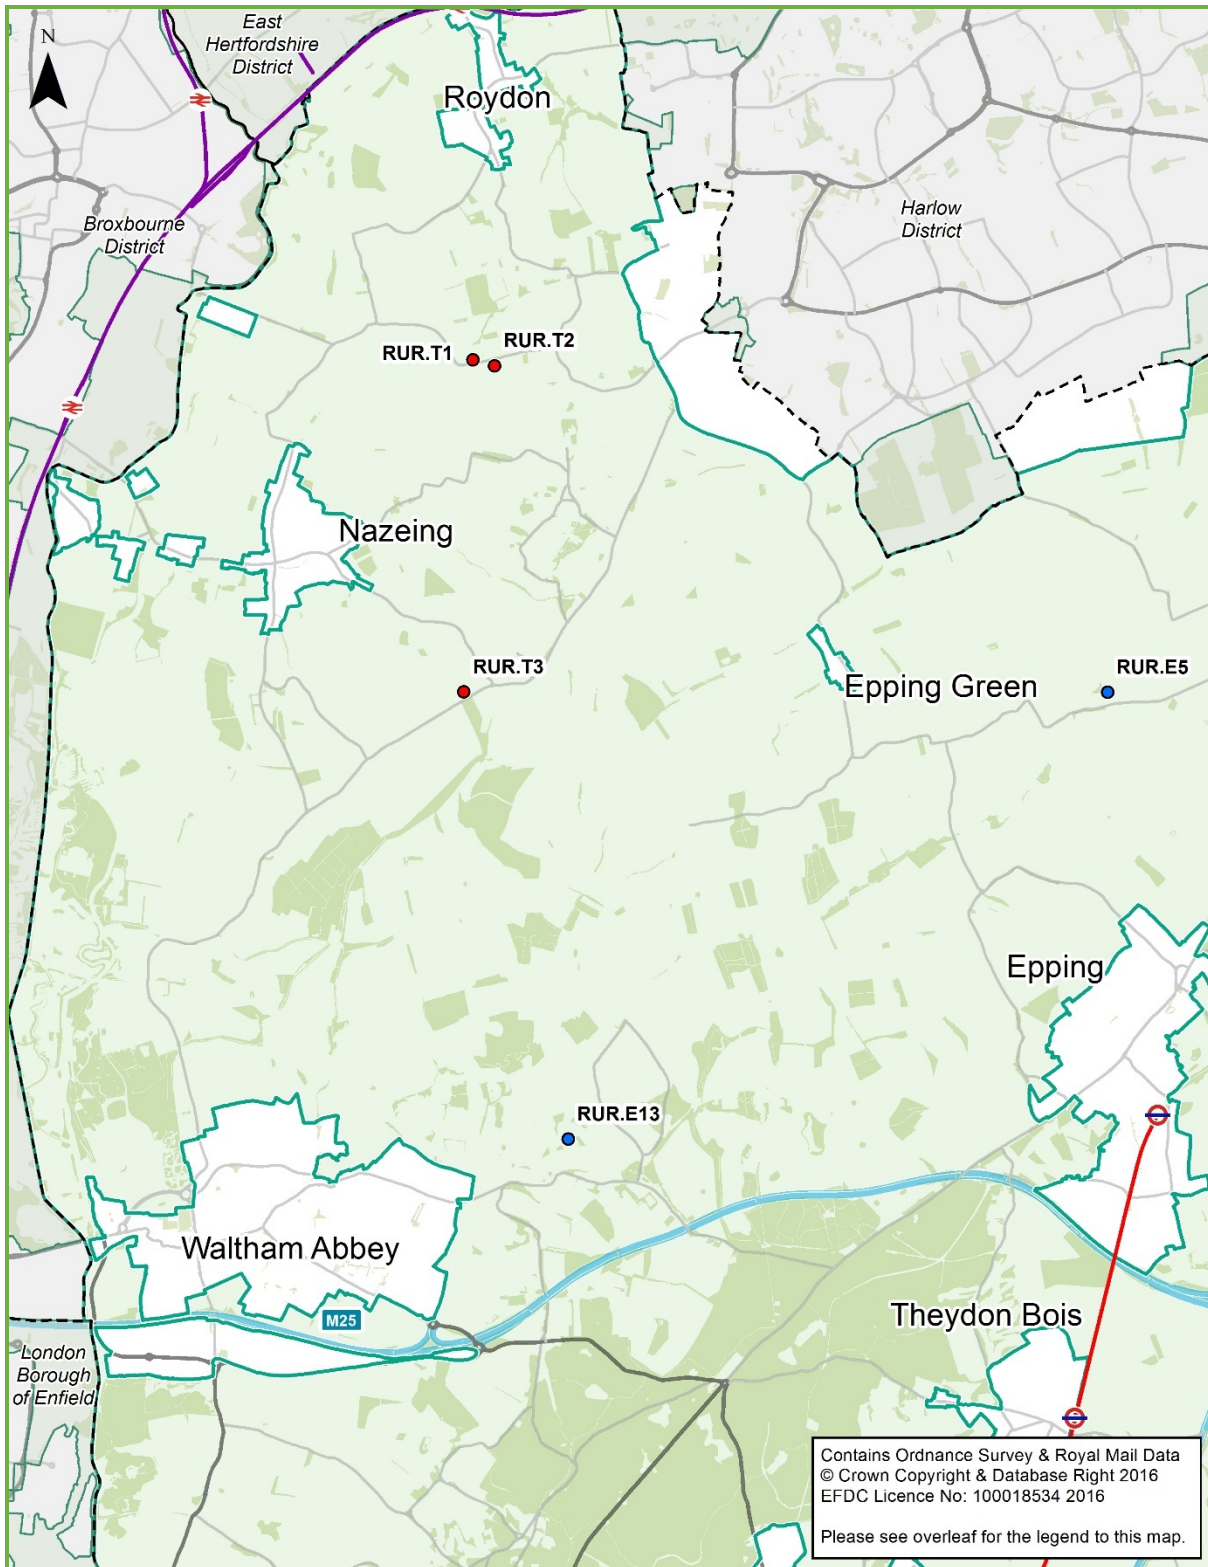 East
Hertfordshire
District
N
Roydon
Broxbourne
District
Harlow
District
RUR.T1
RUR.T2
Nazeing
RUR.T3
Epping Green
RUR.E5
Epping
RUR.E13
Waltham Abbey
M25
Theydon Bois
London
Borough
of Enfield
Contains Ordnance Survey & Royal Mail Data
© Crown Copyright & Database Right 2016
EFDC Licence No: 100018534 2016
Please see overleaf for the legend to this map.